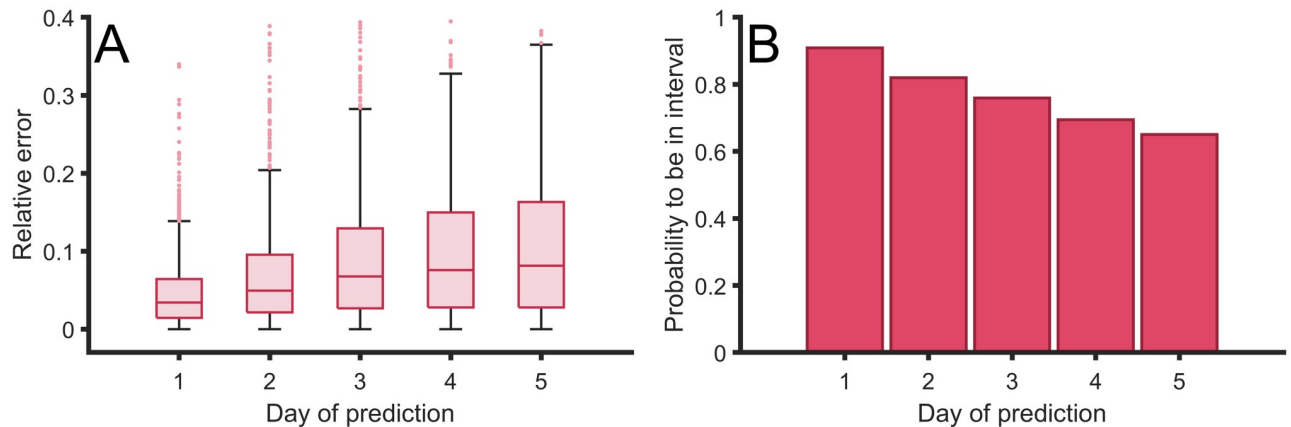 A
Relative error
0.4
0.3
0.2
0.1
0
1 2 3 4 5
Day of prediction
B
Probability to be in interval
1
0.8
0.6
0.4
0.2
0
1 2 3 4 5
Day of prediction